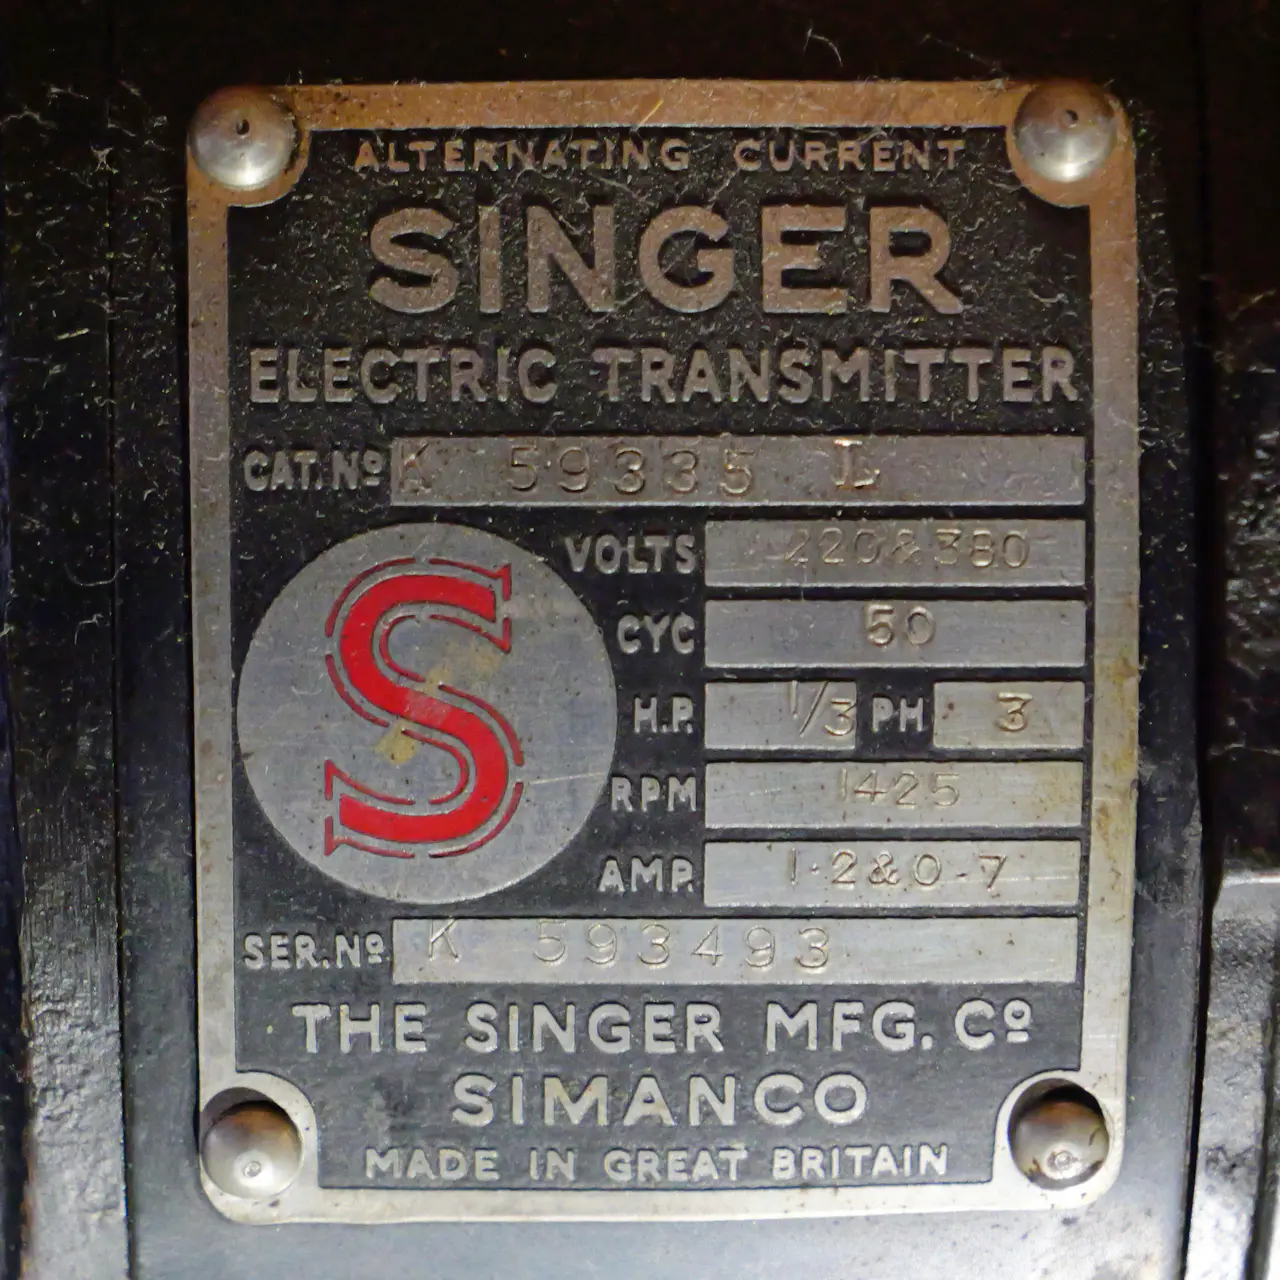 ALTERNATING CURRENT
SINGER
ELECTRIC TRANSMITTER
CAT. Nº K 59335 L
S
VOLTS 220&380
CYC 50
H.P. 1/3 PH 3
RPM 1425
AMP. 1·2&0·7
SER. Nº K 593493
THE SINGER MFG. Cº
SIMANCO
MADE IN GREAT BRITAIN